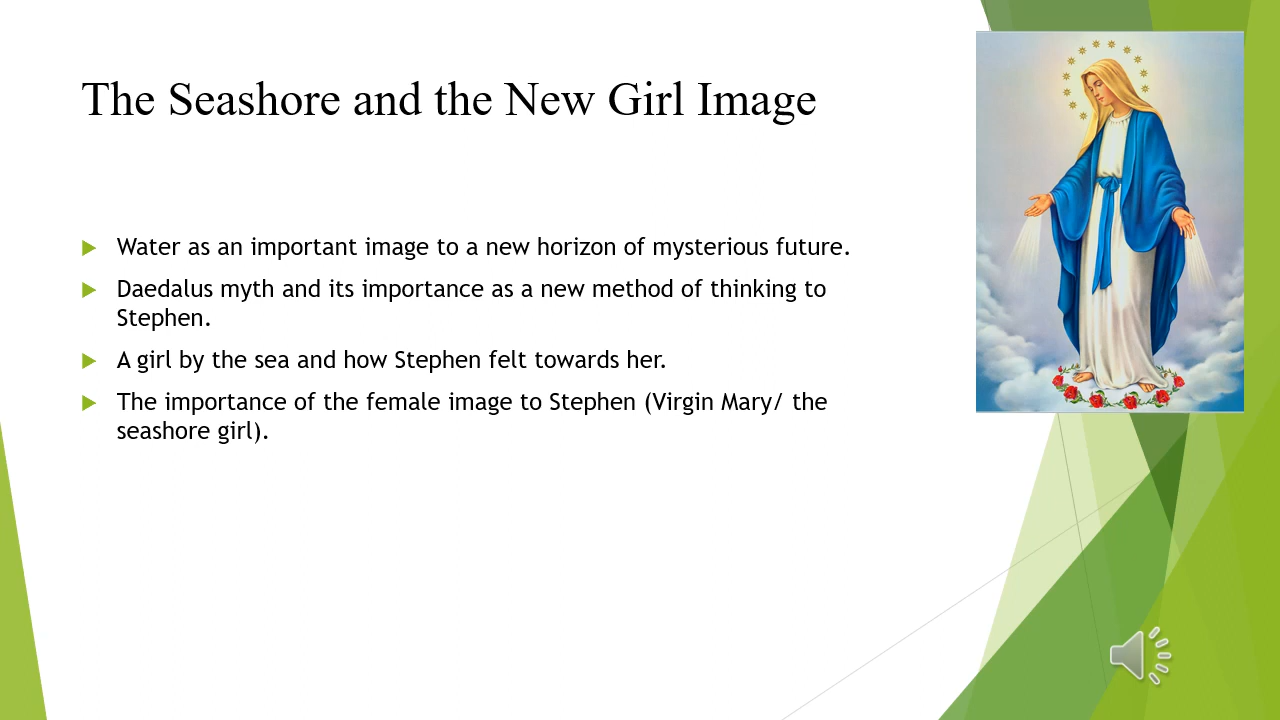 The Seashore and the New Girl Image
Water as an important image to a new horizon of mysterious future.
Daedalus myth and its importance as a new method of thinking to
Stephen.
A girl by the sea and how Stephen felt towards her.
The importance of the female image to Stephen (Virgin Mary/ the
seashore girl).